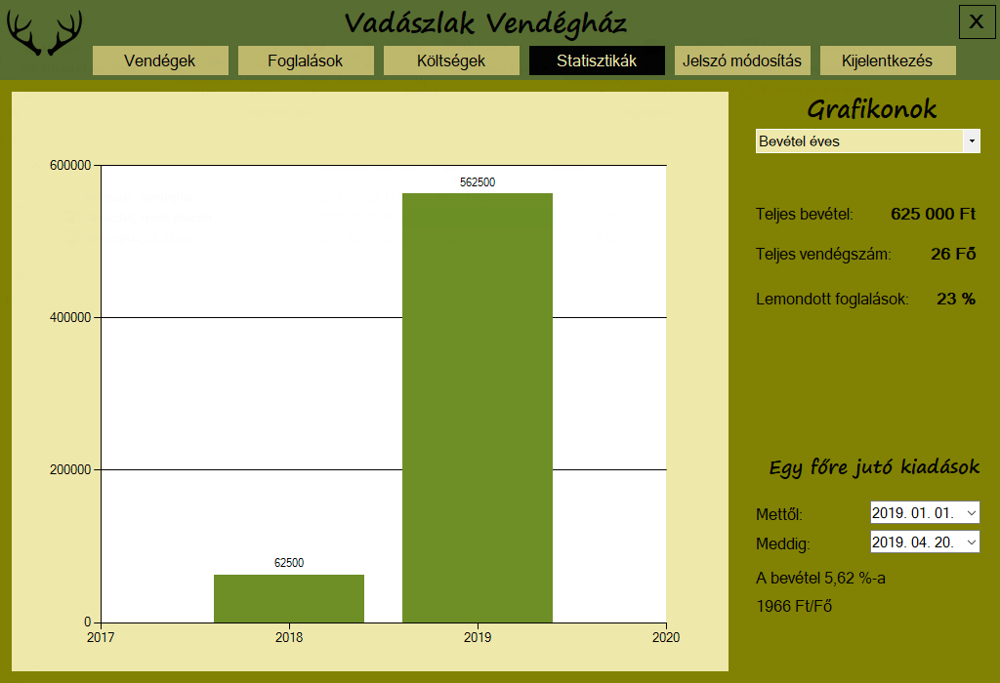 Vadászlak Vendégház
X
Vendégek
Foglalások
Költségek
Statisztikák
Jelszó módosítás
Kijelentkezés
600000
400000
200000
0
562500
62500
2017
2018
2019
2020
Grafikonok
Bevétel éves
Teljes bevétel: 625 000 Ft
Teljes vendégszám: 26 Fő
Lemondott foglalások: 23 %
Egy főre jutó kiadások
Mettől: 2019. 01. 01.
Meddig: 2019. 04. 20.
A bevétel 5,62 %-a
1966 Ft/Fő